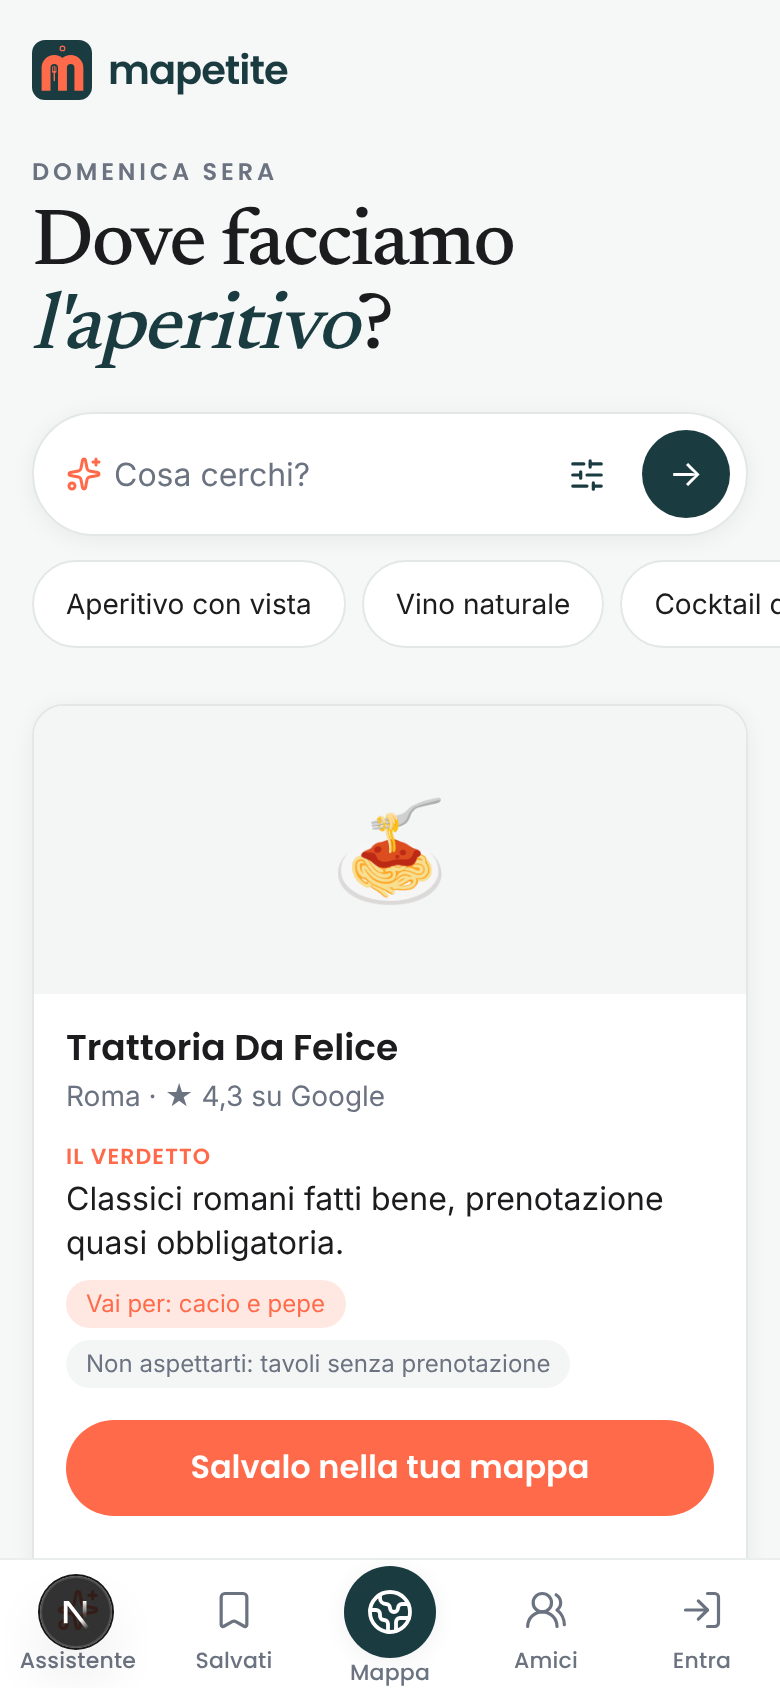 mapetite
DOMENICA SERA
Dove facciamo
l'aperitivo?
Cosa cerchi?
Aperitivo con vista
Vino naturale
Cocktail
Trattoria Da Felice
Roma · ★ 4,3 su Google
IL VERDETTO
Classici romani fatti bene, prenotazione
quasi obbligatoria.
Vai per: cacio e pepe
Non aspettarti: tavoli senza prenotazione
Salvalo nella tua mappa
N
Assistente
Salvati
Mappa
Amici
Entra